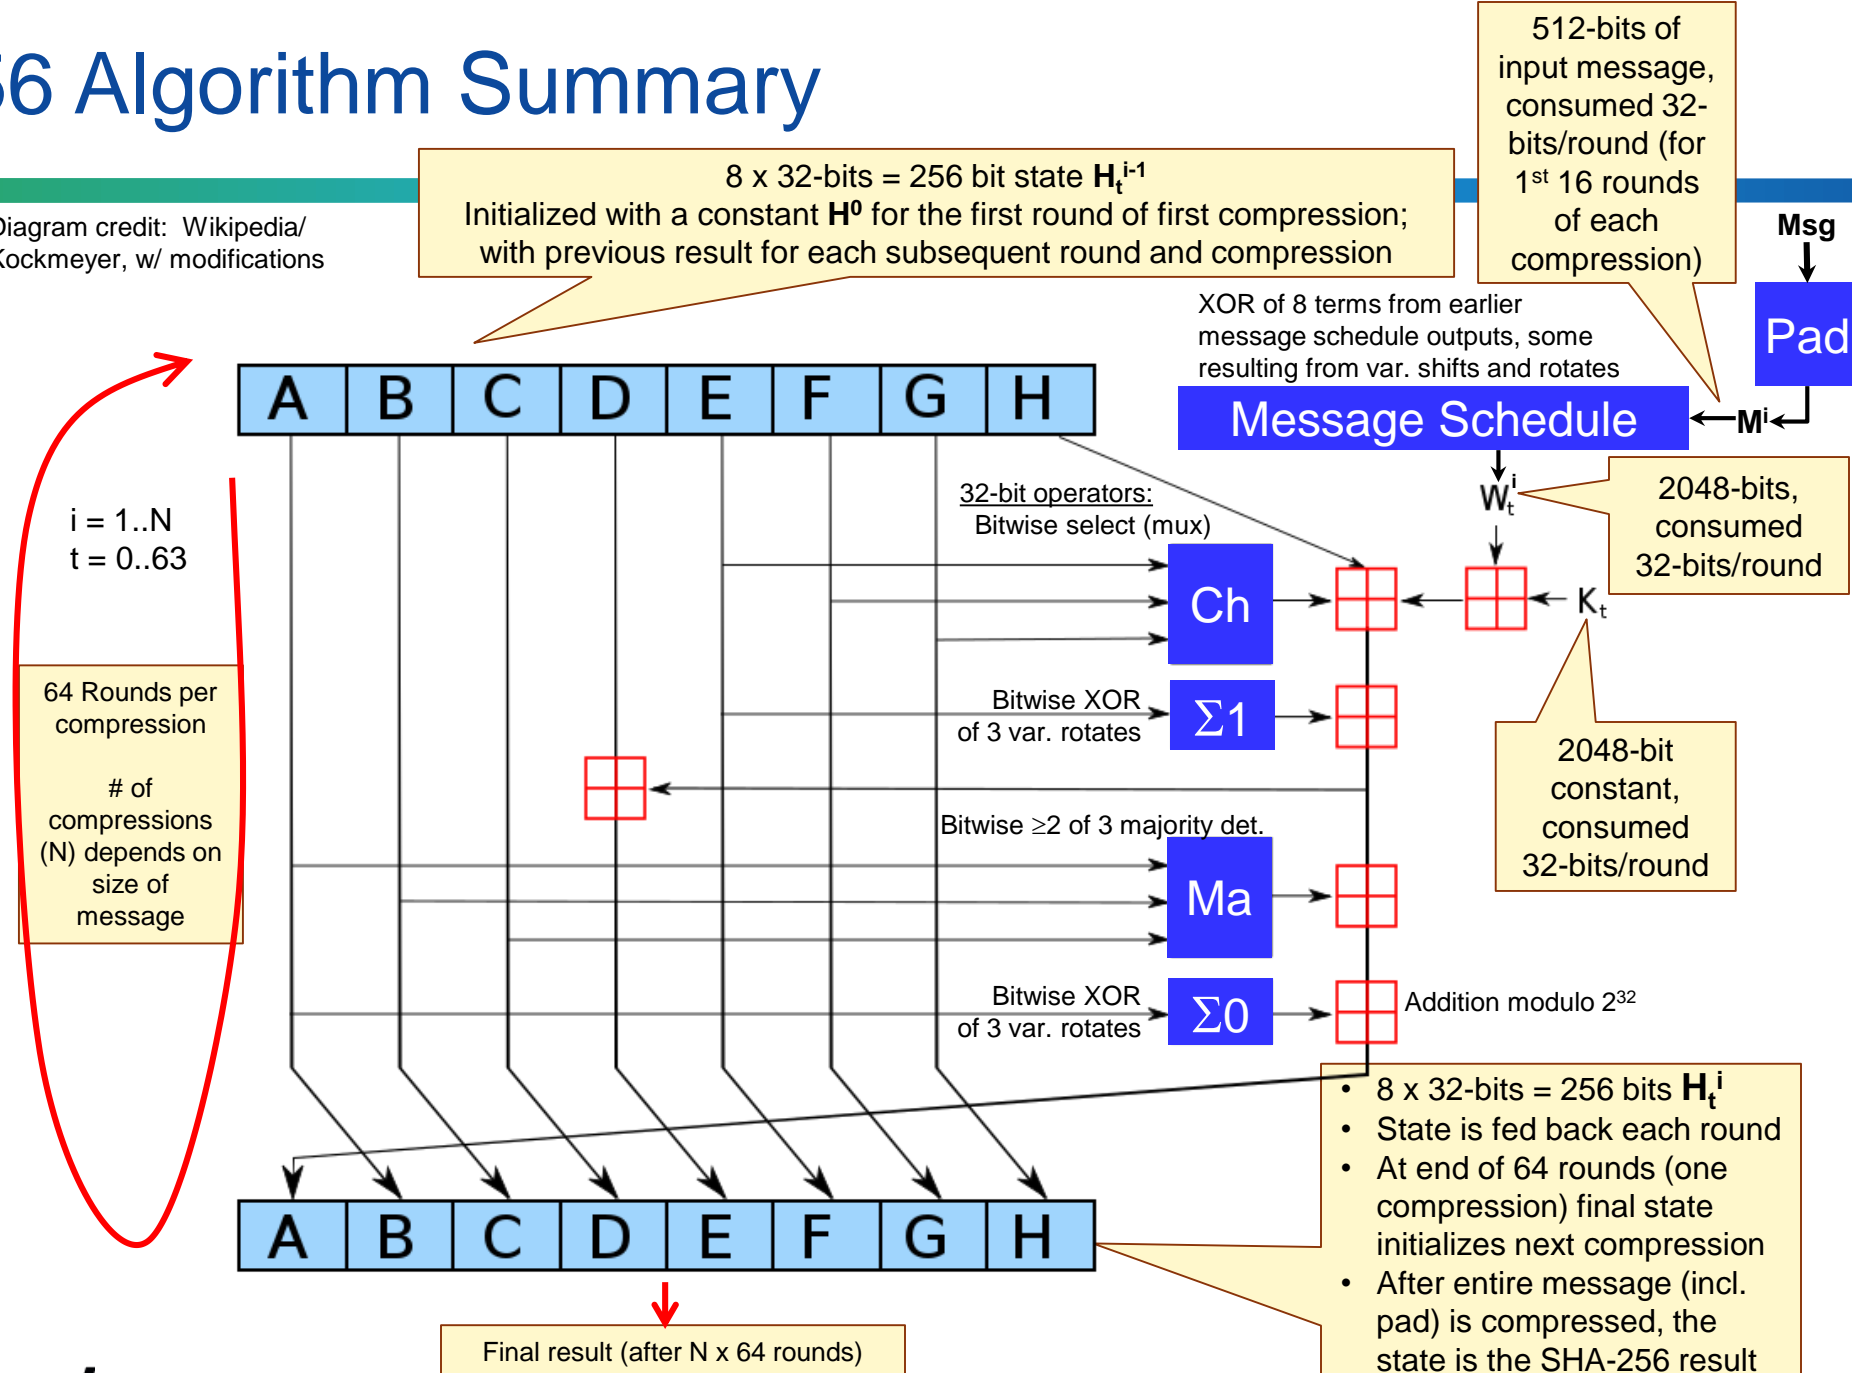 56 Algorithm Summary
512-bits of
input message,
consumed 32-
bits/round (for
1st 16 rounds
of each
compression)
8 x 32-bits = 256 bit state Ht i-1
Initialized with a constant H0 for the first round of first compression;
with previous result for each subsequent round and compression
Diagram credit: Wikipedia/
Kockmeyer, w/ modifications
Msg
Pad
XOR of 8 terms from earlier
message schedule outputs, some
resulting from var. shifts and rotates
Message Schedule
Mi
A B C D E F G H
i = 1..N
t = 0..63
32-bit operators:
Bitwise select (mux)
Wt i
2048-bits,
consumed
32-bits/round
Ch
Kt
64 Rounds per
compression
# of
compressions
(N) depends on
size of
message
Bitwise XOR
of 3 var. rotates
Σ1
2048-bit
constant,
consumed
32-bits/round
Bitwise ≥2 of 3 majority det.
Ma
Bitwise XOR
of 3 var. rotates
Σ0
Addition modulo 2^32
• 8 x 32-bits = 256 bits Ht i
• State is fed back each round
• At end of 64 rounds (one
compression) final state
initializes next compression
• After entire message (incl.
pad) is compressed, the
state is the SHA-256 result
A B C D E F G H
Final result (after N x 64 rounds)